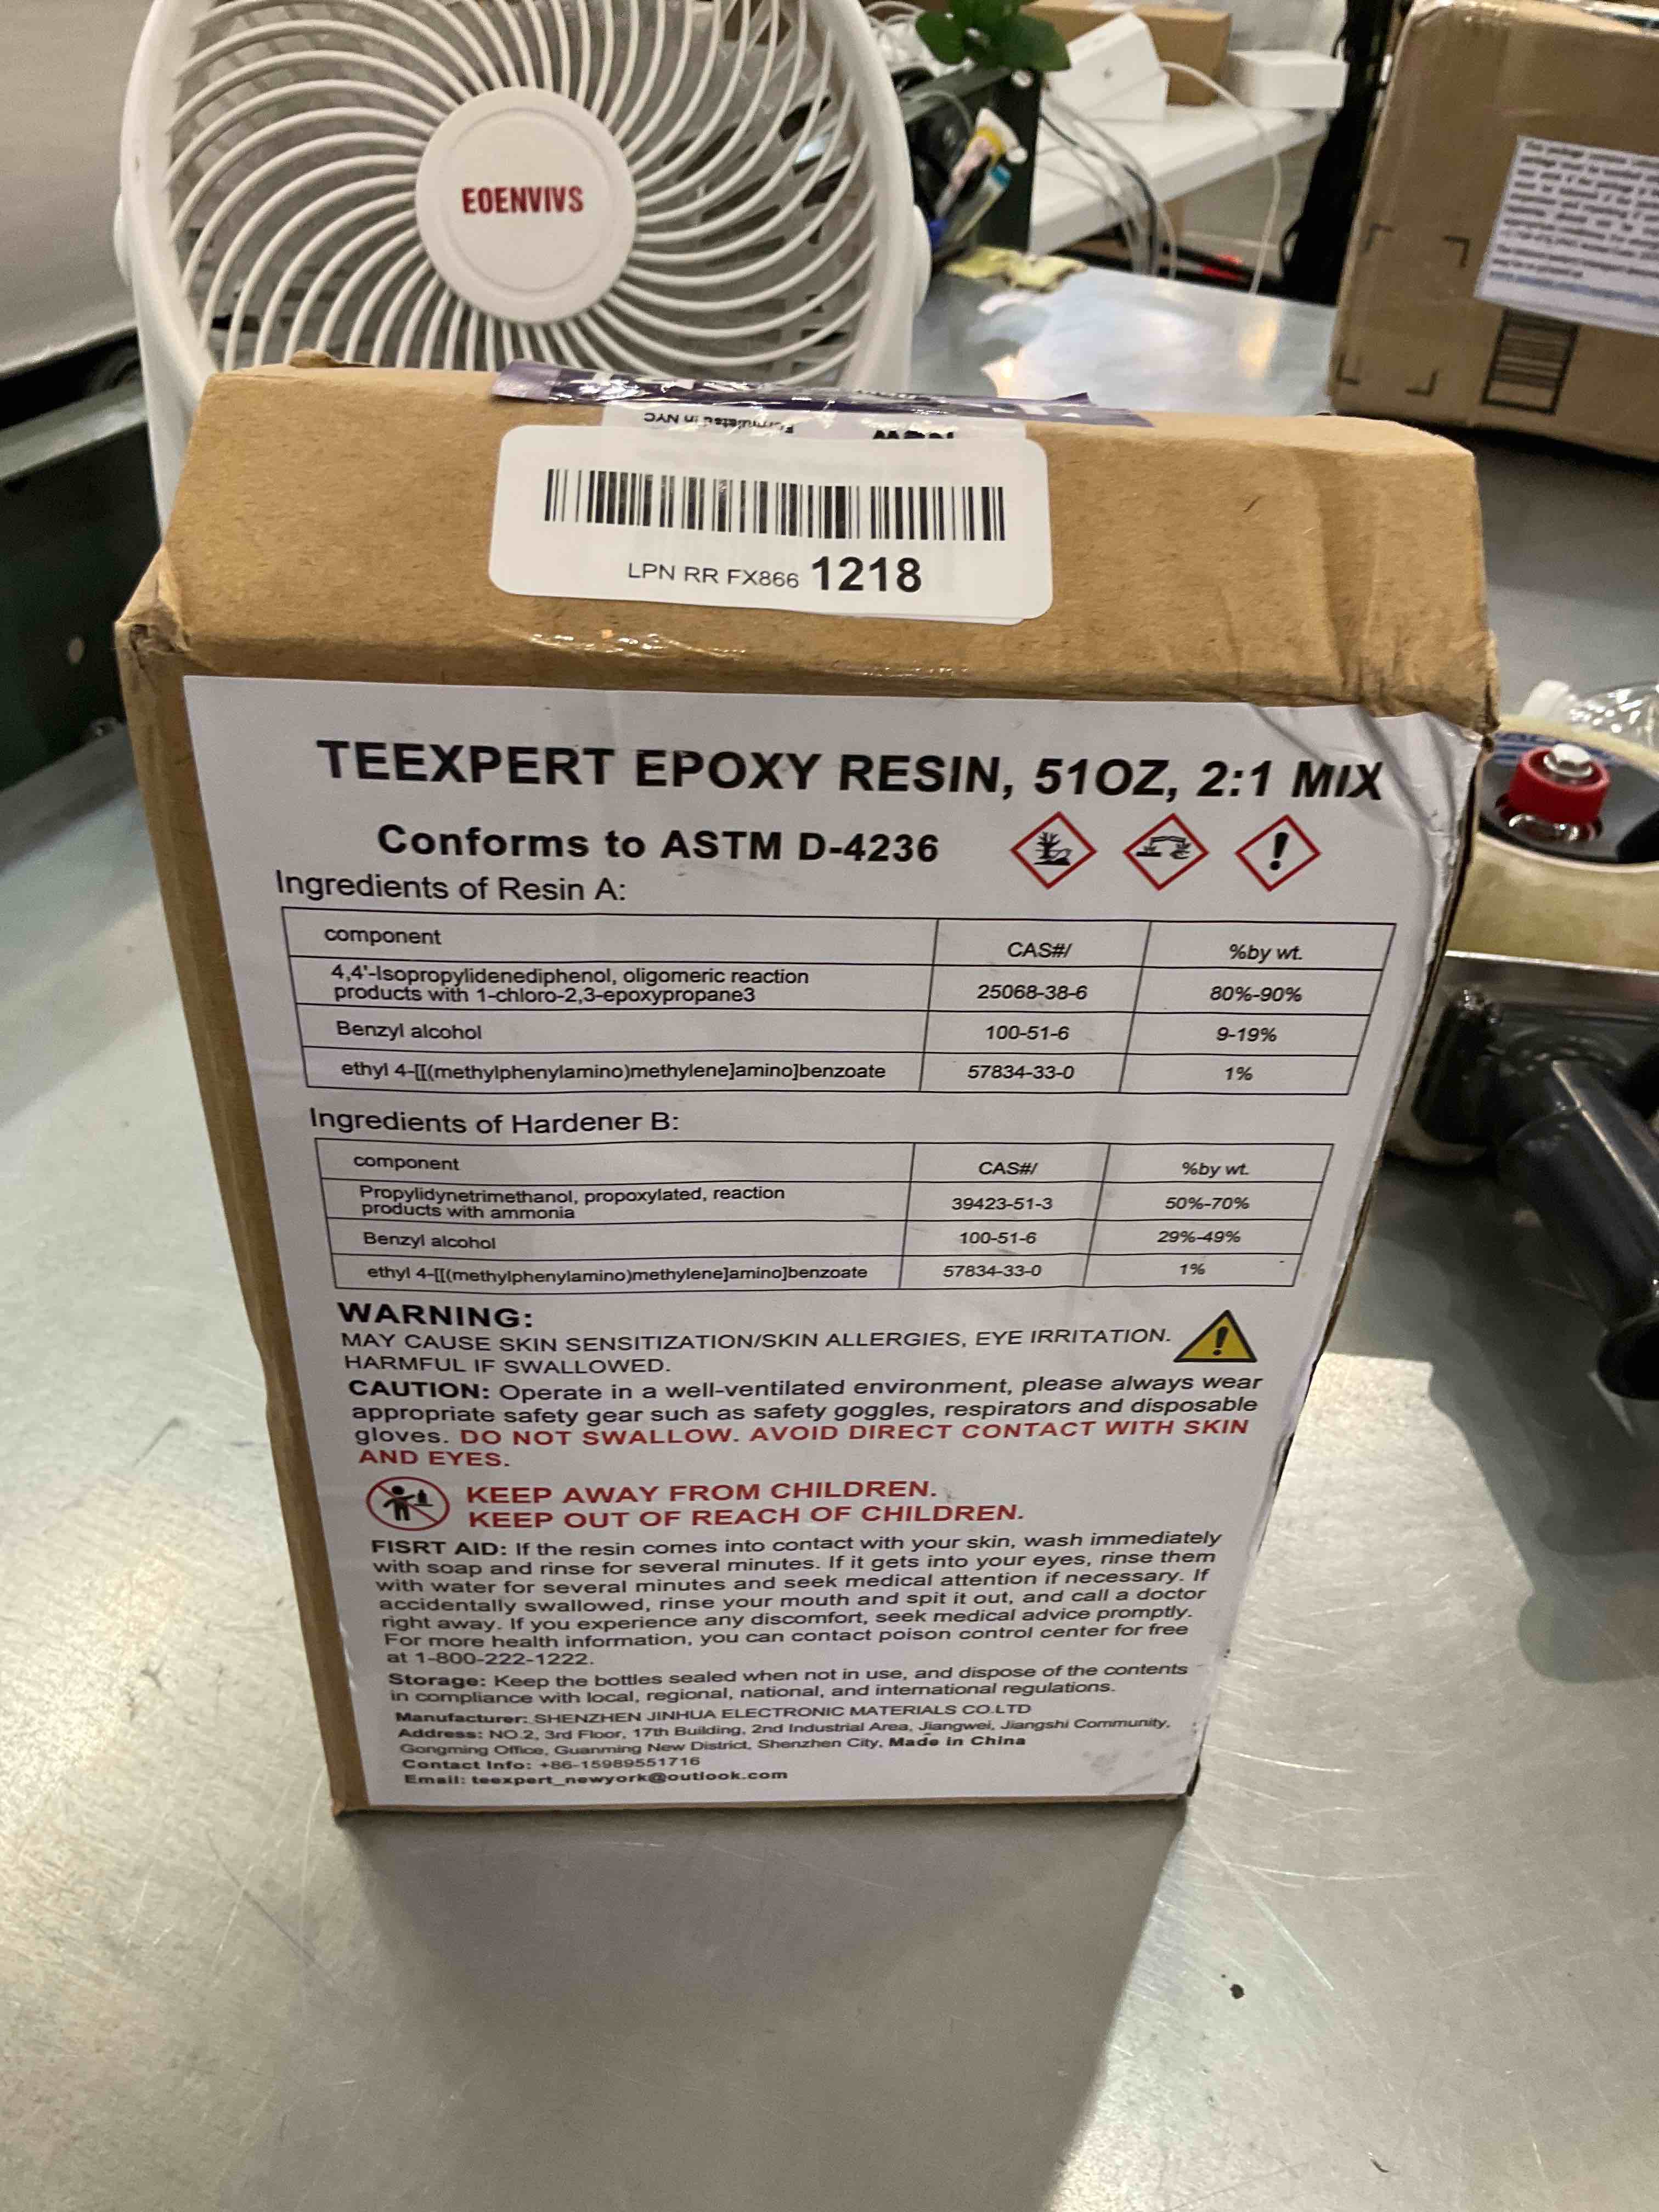 EOENVIVS
Formulated in NYC
LPN RR FX866 1218
TEEXPERT EPOXY RESIN, 51OZ, 2:1 MIX
Conforms to ASTM D-4236
Ingredients of Resin A:
component CAS#/ %by wt.
4,4'-Isopropylidenediphenol, oligomeric reaction
products with 1-chloro-2,3-epoxypropane3 25068-38-6 80%-90%
Benzyl alcohol 100-51-6 9-19%
ethyl 4-[[(methylphenylamino)methylene]amino]benzoate 57834-33-0 1%
Ingredients of Hardener B:
component CAS#/ %by wt.
Propylidynetrimethanol, propoxylated, reaction
products with ammonia 39423-51-3 50%-70%
Benzyl alcohol 100-51-6 29%-49%
ethyl 4-[[(methylphenylamino)methylene]amino]benzoate 57834-33-0 1%
WARNING:
MAY CAUSE SKIN SENSITIZATION/SKIN ALLERGIES, EYE IRRITATION.
HARMFUL IF SWALLOWED.
CAUTION: Operate in a well-ventilated environment, please always wear
appropriate safety gear such as safety goggles, respirators and disposable
gloves. DO NOT SWALLOW. AVOID DIRECT CONTACT WITH SKIN
AND EYES.
KEEP AWAY FROM CHILDREN.
KEEP OUT OF REACH OF CHILDREN.
FISRT AID: If the resin comes into contact with your skin, wash immediately
with soap and rinse for several minutes. If it gets into your eyes, rinse them
with water for several minutes and seek medical attention if necessary. If
accidentally swallowed, rinse your mouth and spit it out, and call a doctor
right away. If you experience any discomfort, seek medical advice promptly.
For more health information, you can contact poison control center for free
at 1-800-222-1222.
Storage: Keep the bottles sealed when not in use, and dispose of the contents
in compliance with local, regional, national, and international regulations.
Manufacturer: SHENZHEN JINHUA ELECTRONIC MATERIALS CO.LTD
Address: NO.2, 3rd Floor, 17th Building, 2nd Industrial Area, Jiangwei, Jiangshi Community,
Gongming Office, Guanming New District, Shenzhen City. Made in China
Contact Info: +86-15989551716
Email: teexpert_newyork@outlook.com